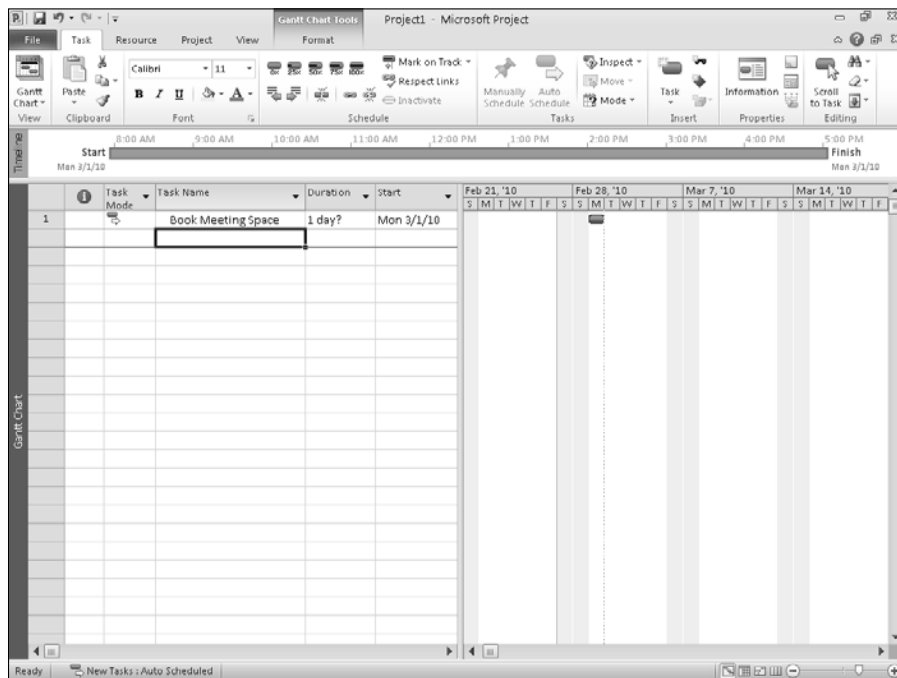 Gantt Chart Tools
Project1 - Microsoft Project
File Task Resource Project View Format
Gantt Chart
View
Paste
Clipboard
Calibri 11
B I U A
Font
0x 25x 50x 75x 100x
Mark on Track
Respect Links
Inactivate
Schedule
Manually Schedule
Auto Schedule
Inspect
Move
Mode
Tasks
Task
Insert
Information
Properties
Scroll to Task
Editing
Timeline
8:00 AM 9:00 AM 10:00 AM 11:00 AM 12:00 PM 1:00 PM 2:00 PM 3:00 PM 4:00 PM 5:00 PM
Start
Mon 3/1/10
Finish
Mon 3/1/10
Task Mode
Task Name
Duration
Start
Feb 21, '10 Feb 28, '10 Mar 7, '10 Mar 14, '10
S M T W T F S S M T W T F S S M T W T F S S M T W T F
1 Book Meeting Space 1 day? Mon 3/1/10
Gantt Chart
Ready
New Tasks : Auto Scheduled